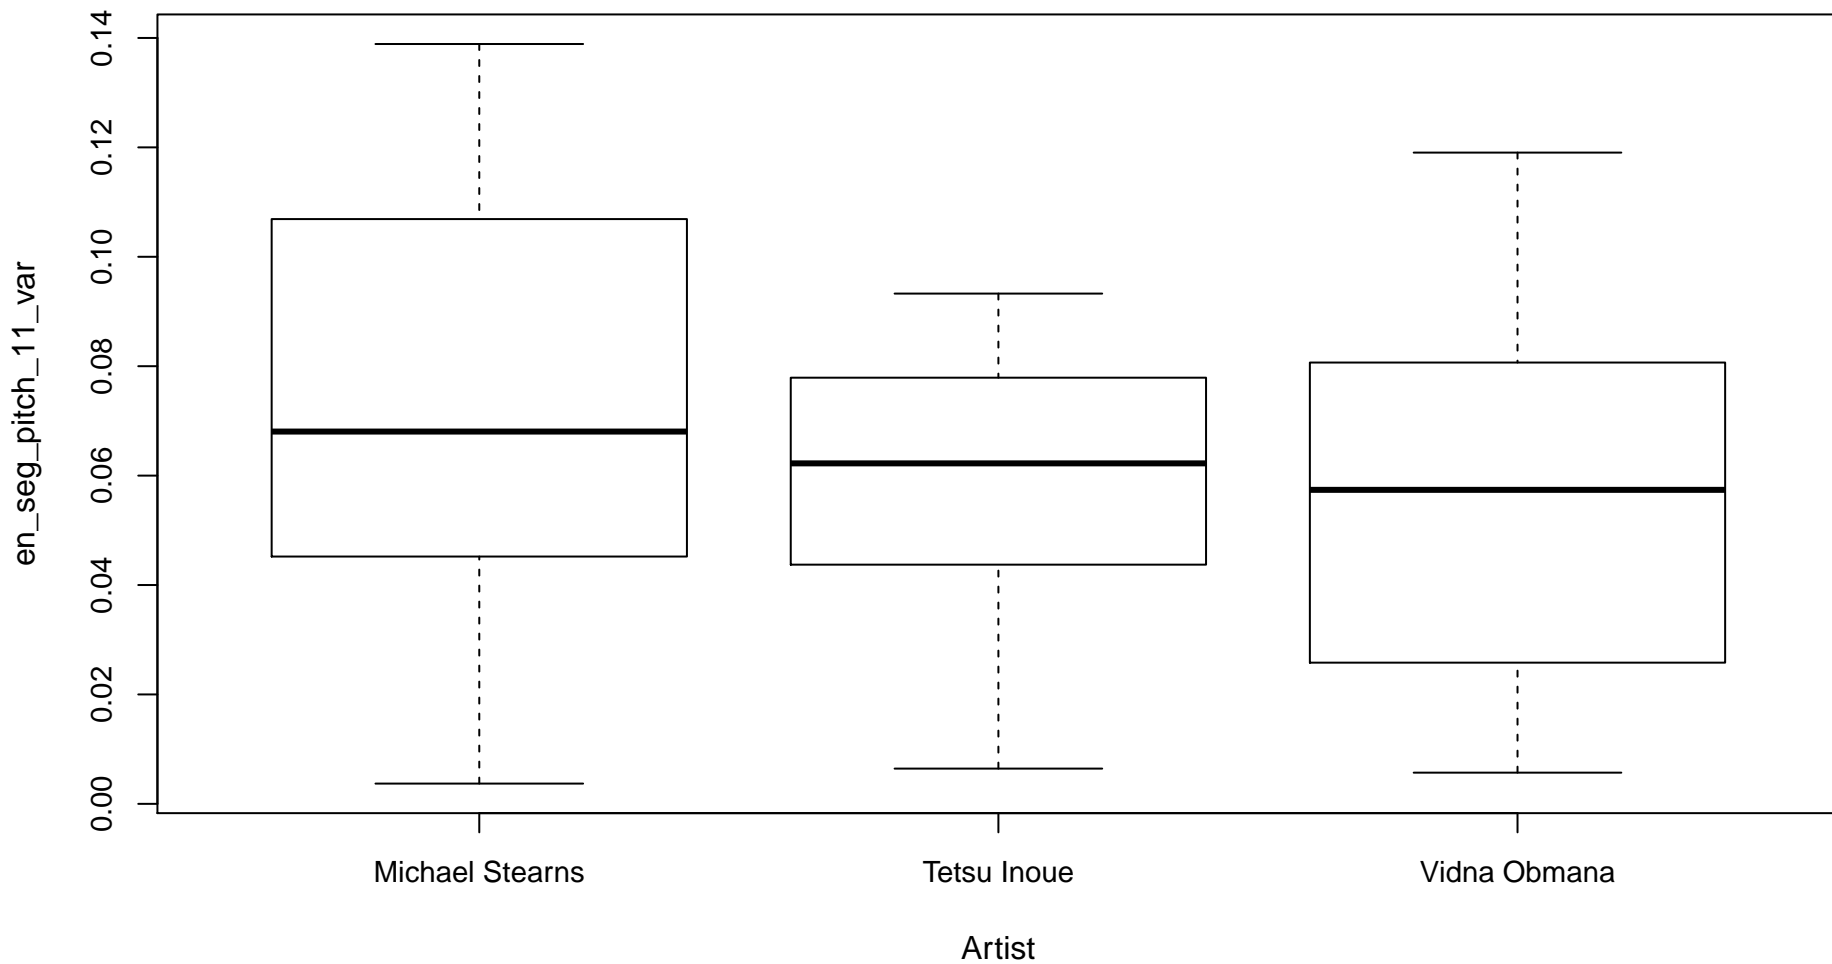 en_seg_pitch_11_var
0.14
0.12
0.10
0.08
0.06
0.04
0.02
0.00
Michael Stearns
Tetsu Inoue
Vidna Obmana
Artist